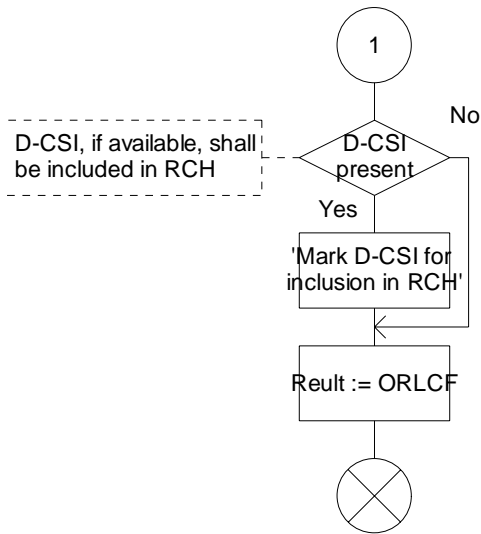 1
No
D-CSI, if available, shall
be included in RCH
D-CSI
present
Yes
'Mark D-CSI for
inclusion in RCH'
Reult := ORLCF